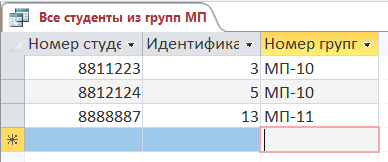 Все студенты из групп МП
Номер студе Идентифика Номер групг
8811223 3 МП-10
8812124 5 МП-10
8888887 13 МП-11